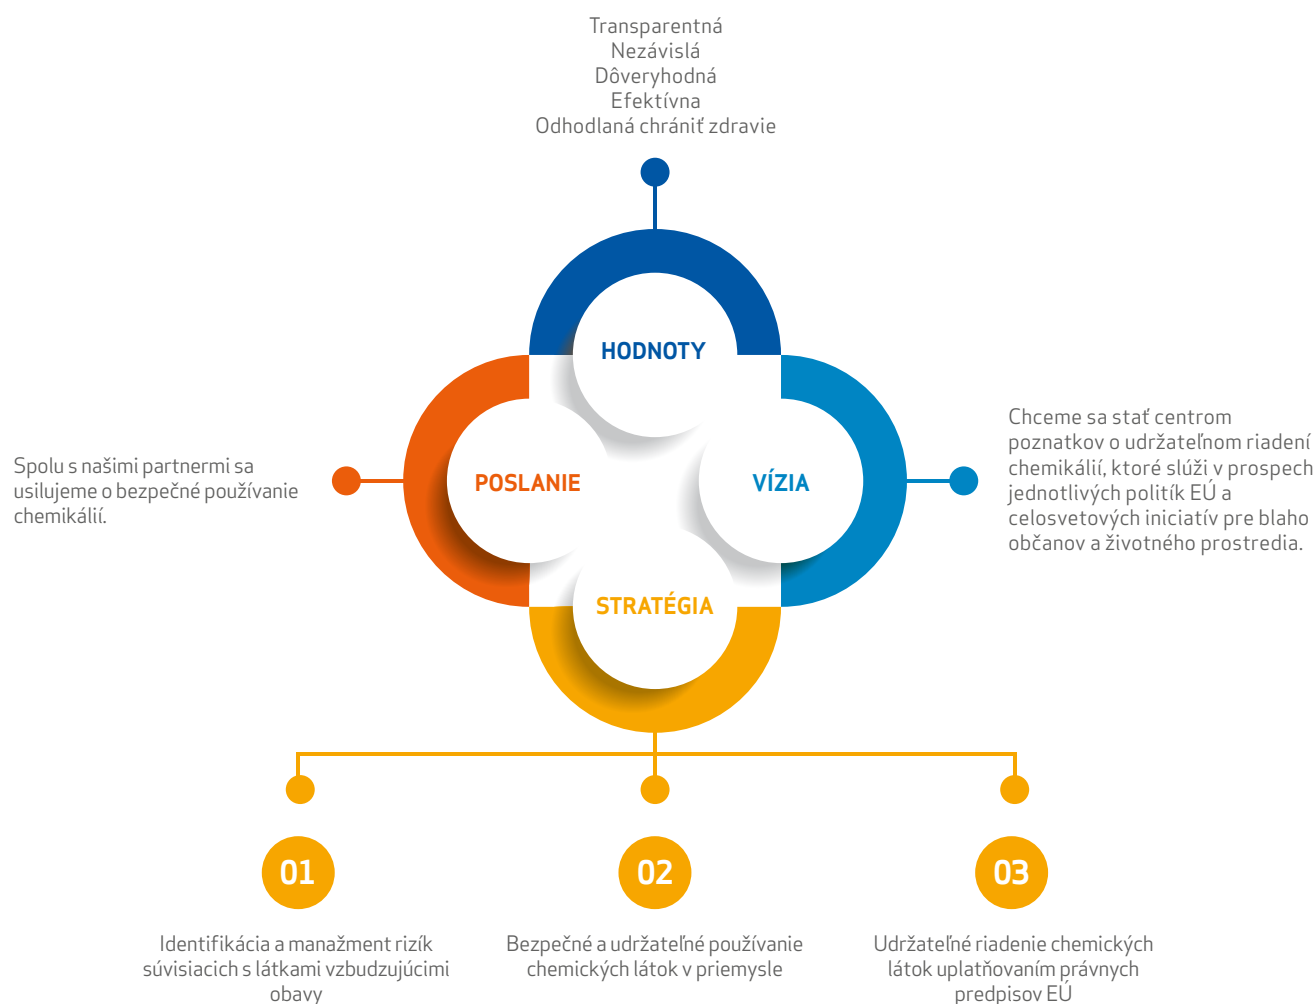 Transparentná
Nezávislá
Dôveryhodná
Efektívna
Odhodlaná chrániť zdravie
HODNOTY
POSLANIE
Spolu s našimi partnermi sa
usilujeme o bezpečné používanie
chemikálií.
VÍZIA
Chceme sa stať centrom
poznatkov o udržateľnom riadení
chemikálií, ktoré slúži v prospech
jednotlivých politík EÚ a
celosvetových iniciatív pre blaho
občanov a životného prostredia.
STRATÉGIA
01
Identifikácia a manažment rizík
súvisiacich s látkami vzbudzujúcimi
obavy
02
Bezpečné a udržateľné používanie
chemických látok v priemysle
03
Udržateľné riadenie chemických
látok uplatňovaním právnych
predpisov EÚ